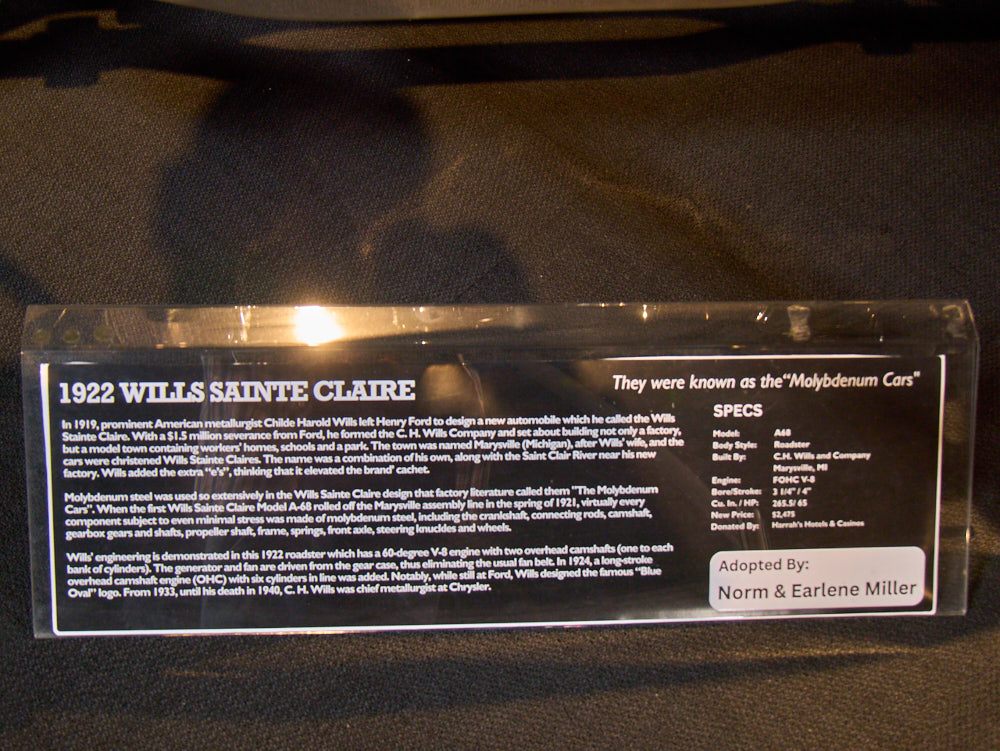 1922 WILLS SAINTE CLAIRE
They were known as the "Molybdenum Cars"
In 1919, prominent American metallurgist Childe Harold Wills left Henry Ford to design a new automobile which he called the Wills
Stainte Claire. With a $1.5 million severance from Ford, he formed the C. H. Wills Company and set about building not only a factory,
but a model town containing workers' homes, schools and a park. The town was named Marysville (Michigan), after Wills' wife, and the
cars were christened Wills Stainte Claires. The name was a combination of his own, along with the Saint Clair River near his new
factory. Wills added the extra "e's", thinking that it elevated the brand' cachet.
Molybdenum steel was used so extensively in the Wills Sainte Claire design that factory literature called them "The Molybdenum
Cars". When the first Wills Sainte Claire Model A-68 rolled off the Marysville assembly line in the spring of 1921, virtually every
component subject to even minimal stress was made of molybdenum steel, including the crankshaft, connecting rods, camshaft,
gearbox gears and shafts, propeller shaft, frame, springs, front axle, steering knuckles and wheels.
Wills' engineering is demonstrated in this 1922 roadster which has a 60-degree V-8 engine with two overhead camshafts (one to each
bank of cylinders). The generator and fan are driven from the gear case, thus eliminating the usual fan belt. In 1924, a long-stroke
overhead camshaft engine (OHC) with six cylinders in line was added. Notably, while still at Ford, Wills designed the famous "Blue
Oval" logo. From 1933, until his death in 1940, C. H. Wills was chief metallurgist at Chrysler.
SPECS
Model: A68
Body Style: Roadster
Built By: C.H. Wills and Company
Marysville, MI
Engine: FOHC V-8
Bore/Stroke: 3 1/4" / 4"
Cu. In. / HP: 265.5/ 65
New Price: $2,475
Donated By: Harrah's Hotels & Casinos
Adopted By:
Norm & Earlene Miller